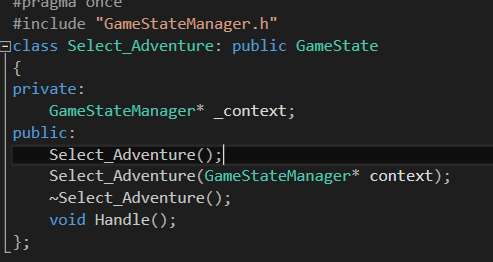 #pragma once
#include "GameStateManager.h"
class Select_Adventure: public GameState
{
private:
    GameStateManager* _context;
public:
    Select_Adventure();
    Select_Adventure(GameStateManager* context);
    ~Select_Adventure();
    void Handle();
};